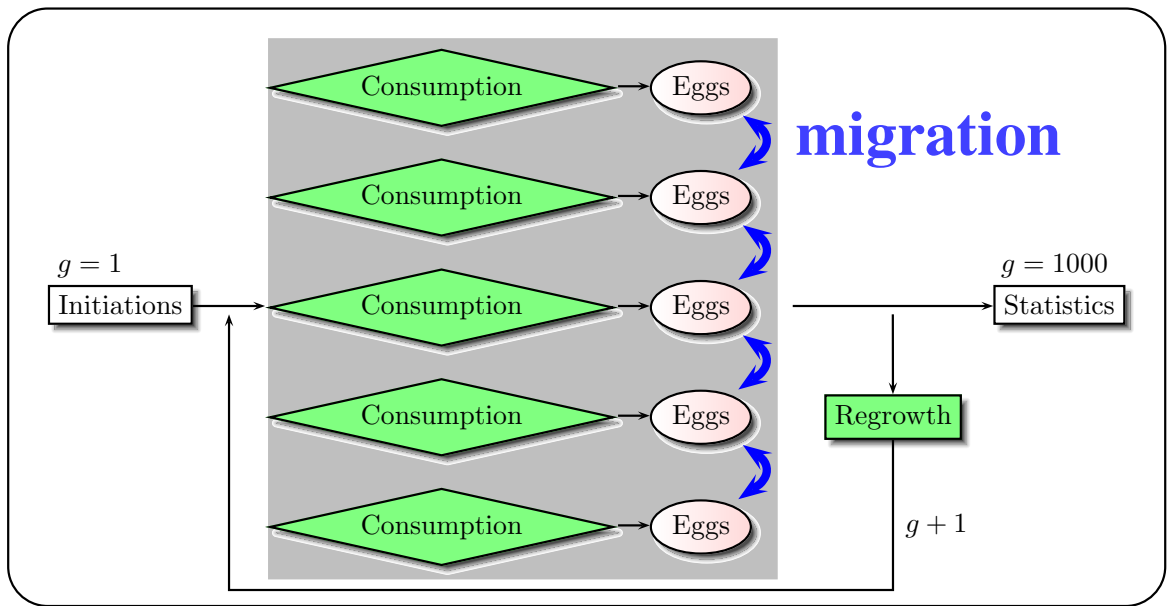 Consumption
Eggs
migration
Consumption
Eggs
g = 1
Initiations
Consumption
Eggs
g = 1000
Statistics
Consumption
Eggs
Regrowth
Consumption
Eggs
g + 1